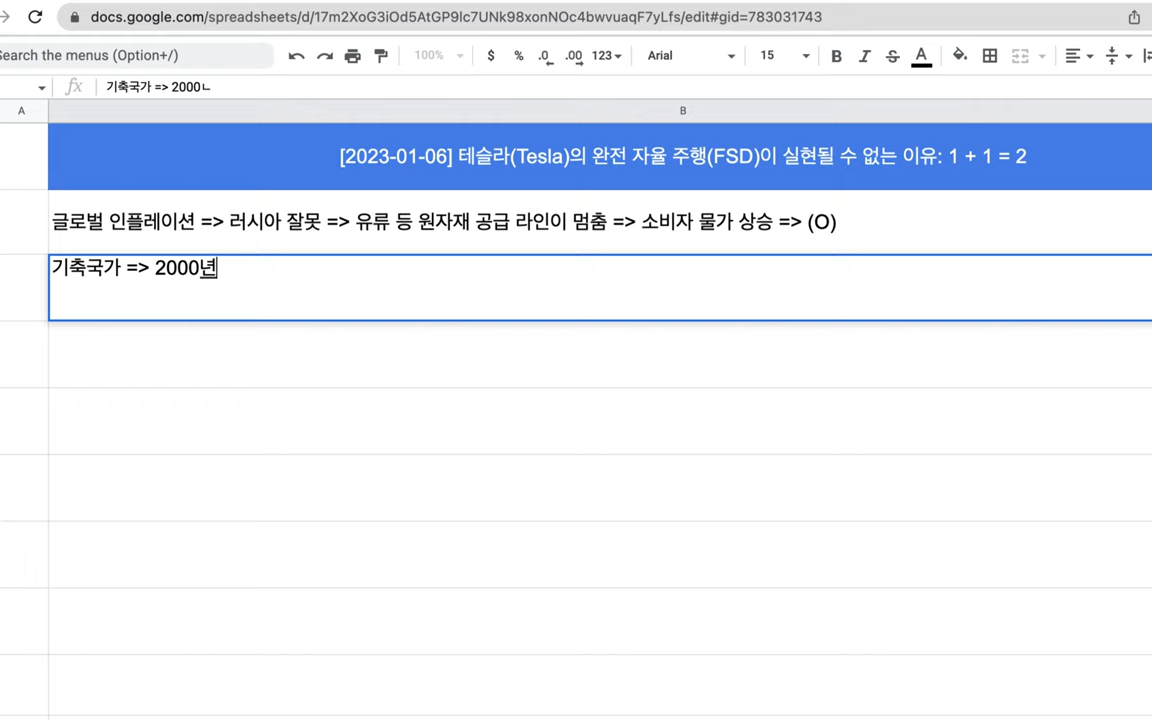 docs.google.com/spreadsheets/d/17m2XoG3iOd5AtGP9lc7UNk98xonNOc4bwvuaqF7yLfs/edit#gid=783031743
Search the menus (Option+/) 100% $ % .0 .00 123 Arial 15 B I S A
fx 기축국가 => 2000ㄴ
A B
[2023-01-06] 테슬라(Tesla)의 완전 자율 주행(FSD)이 실현될 수 없는 이유: 1 + 1 = 2
글로벌 인플레이션 => 러시아 잘못 => 유류 등 원자재 공급 라인이 멈춤 => 소비자 물가 상승 => (O)
기축국가 => 2000년